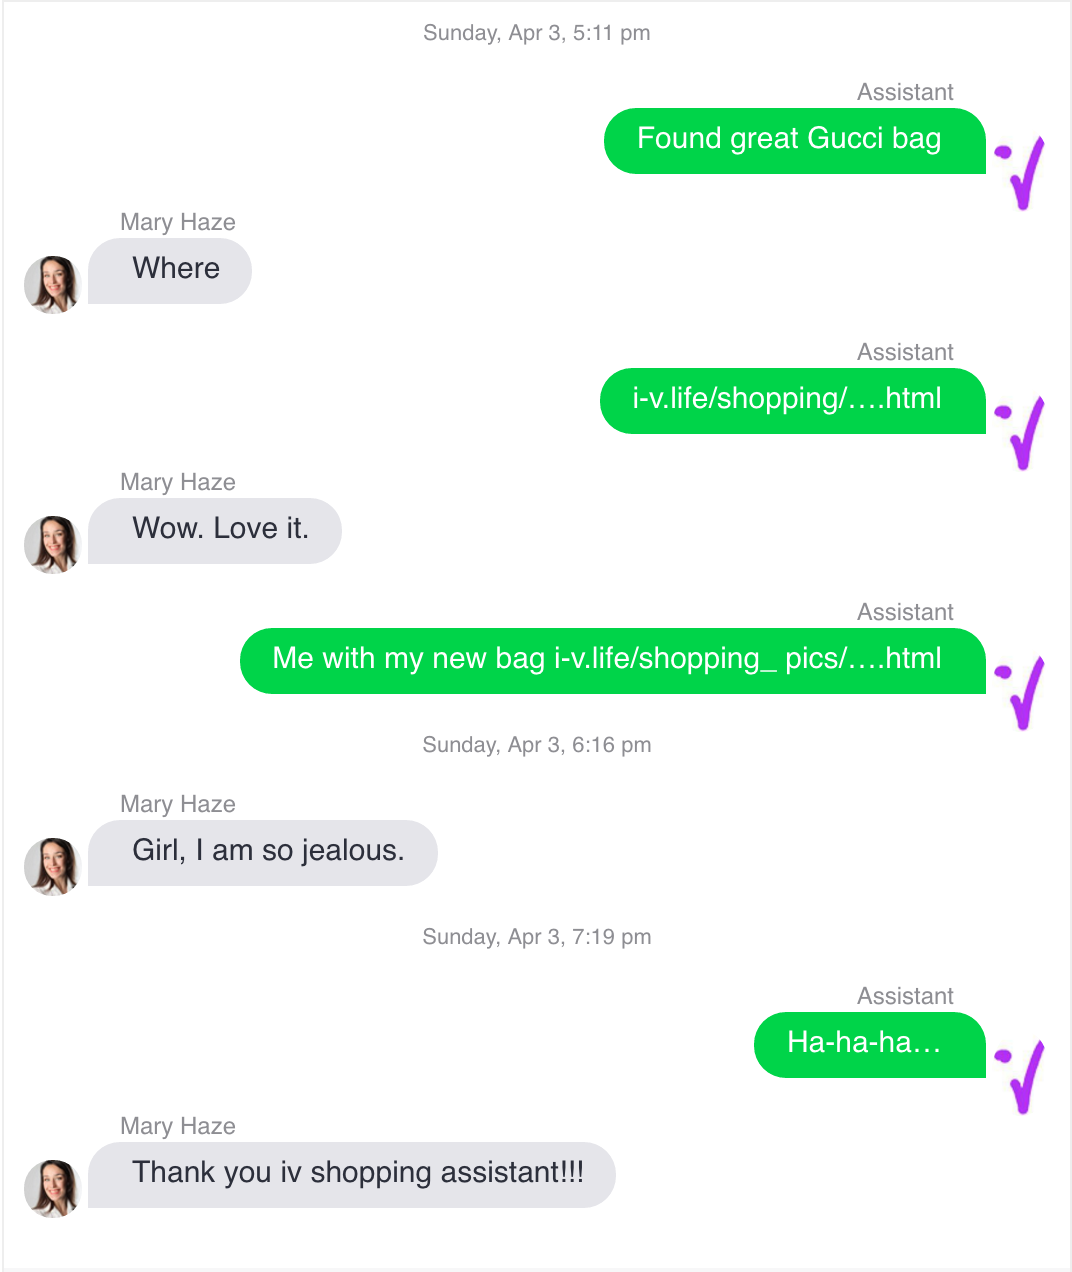 Sunday, Apr 3, 5:11 pm
Assistant
Found great Gucci bag
Mary Haze
Where
Assistant
i-v.life/shopping/....html
Mary Haze
Wow. Love it.
Assistant
Me with my new bag i-v.life/shopping_ pics/....html
Sunday, Apr 3, 6:16 pm
Mary Haze
Girl, I am so jealous.
Sunday, Apr 3, 7:19 pm
Assistant
Ha-ha-ha...
Mary Haze
Thank you iv shopping assistant!!!